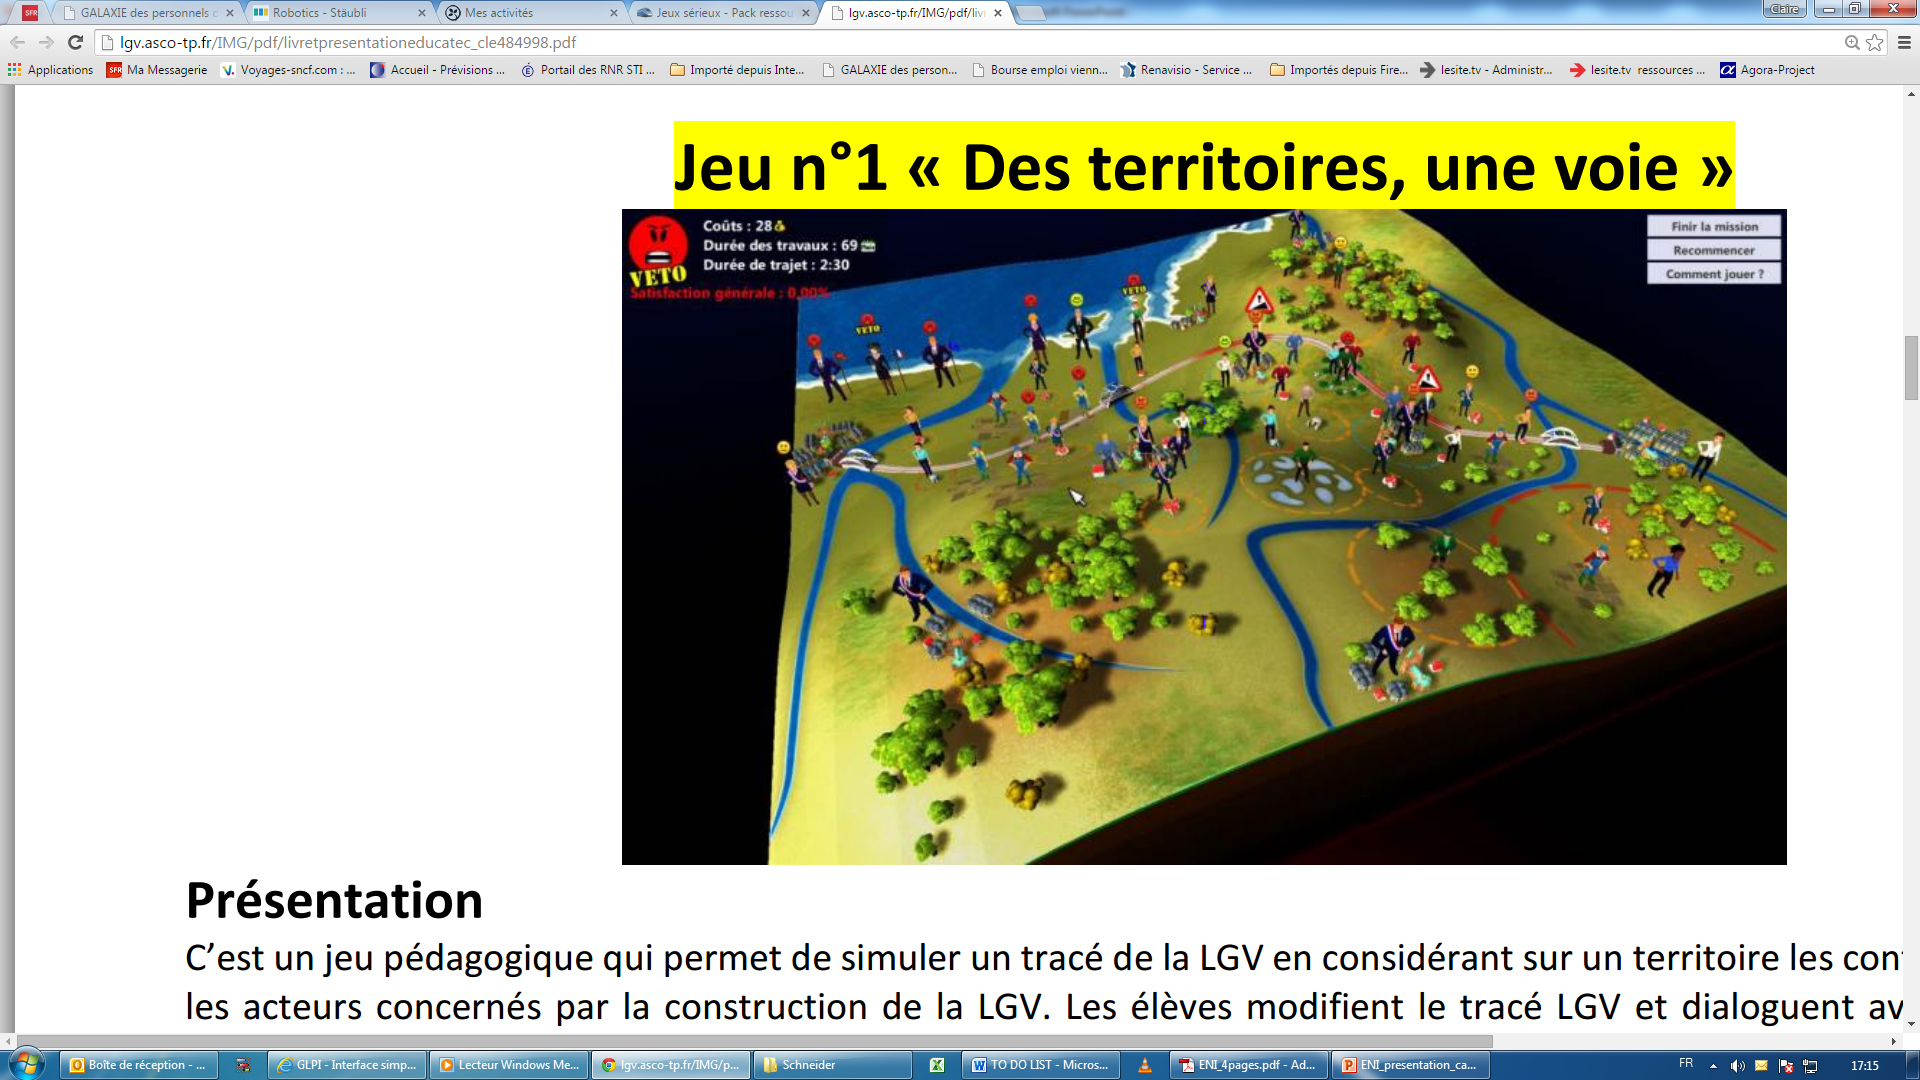 GALAXIE des personnels c
Robotics - Stäubli
Mes activités
Jeux sérieux - Pack ressou
lgv.asco-tp.fr/IMG/pdf/liv
Claire
lgv.asco-tp.fr/IMG/pdf/livretpresentationeducatec_cle484998.pdf
Applications
SFR Ma Messagerie
Voyages-sncf.com : ...
Accueil - Prévisions ...
Portail des RNR STI ...
Importé depuis Inte...
GALAXIE des person...
Bourse emploi vienn...
Renavisio - Service ...
Importés depuis Fire...
lesite.tv - Administr...
lesite.tv ressources ...
Agora-Project
Jeu n°1 « Des territoires, une voie »
Coûts : 28
Durée des travaux : 69
Durée de trajet : 2:30
VETO
Satisfaction générale : 0,00%
Finir la mission
Recommencer
Comment jouer ?
VETO
VETO
Présentation
C'est un jeu pédagogique qui permet de simuler un tracé de la LGV en considérant sur un territoire les con
les acteurs concernés par la construction de la LGV. Les élèves modifient le tracé LGV et dialoguent av
Boîte de réception - ...
GLPI - Interface simp...
Lecteur Windows Me...
lgv.asco-tp.fr/IMG/p...
Schneider
TO DO LIST - Micros...
ENI_4pages.pdf - Ad...
ENI_presentation_ca...
FR
17:15